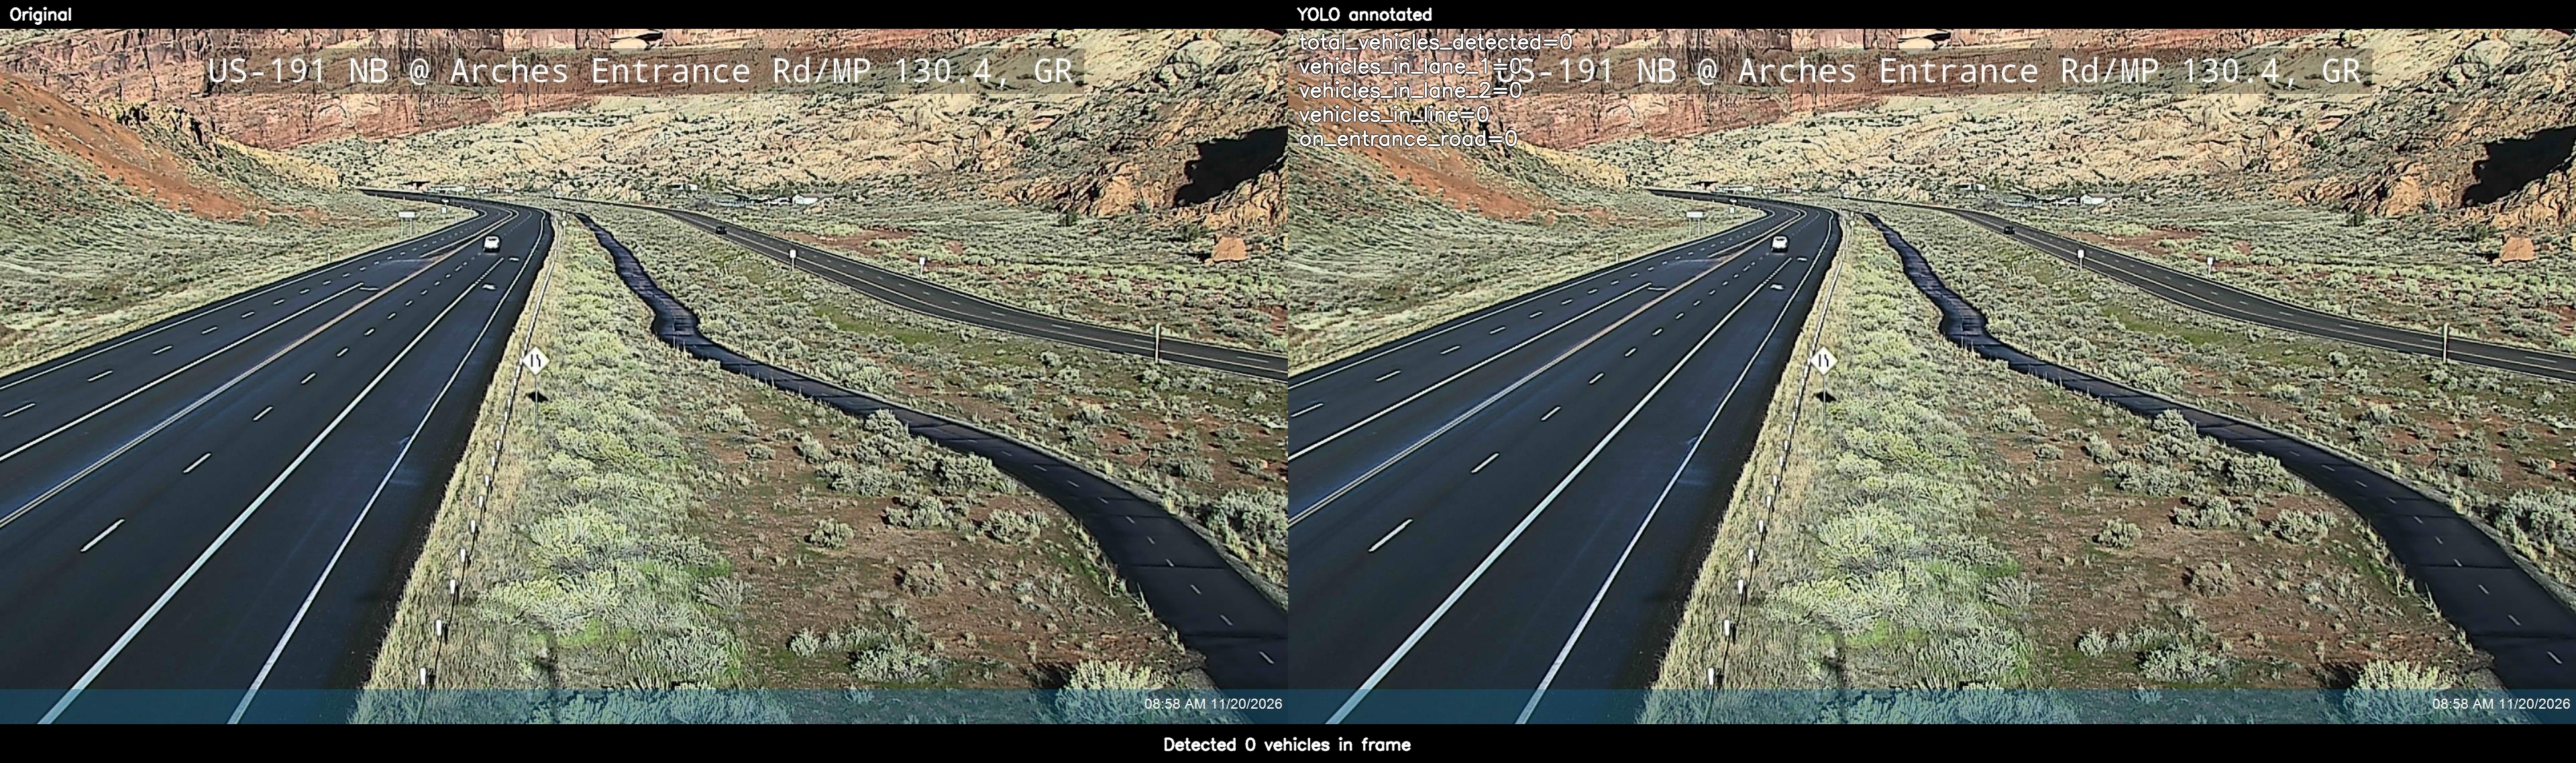 Original
US-191 NB @ Arches Entrance Rd/MP 130.4, GR
08:58 AM 11/20/2026
YOLO annotated
total_vehicles_detected=0
vehicles_in_lane_1=0
S-191 NB @ Arches Entrance Rd/MP 130.4, GR
vehicles_in_lane_2=0
vehicles_in_line=0
on_entrance_road=0
08:58 AM 11/20/2026
Detected 0 vehicles in frame